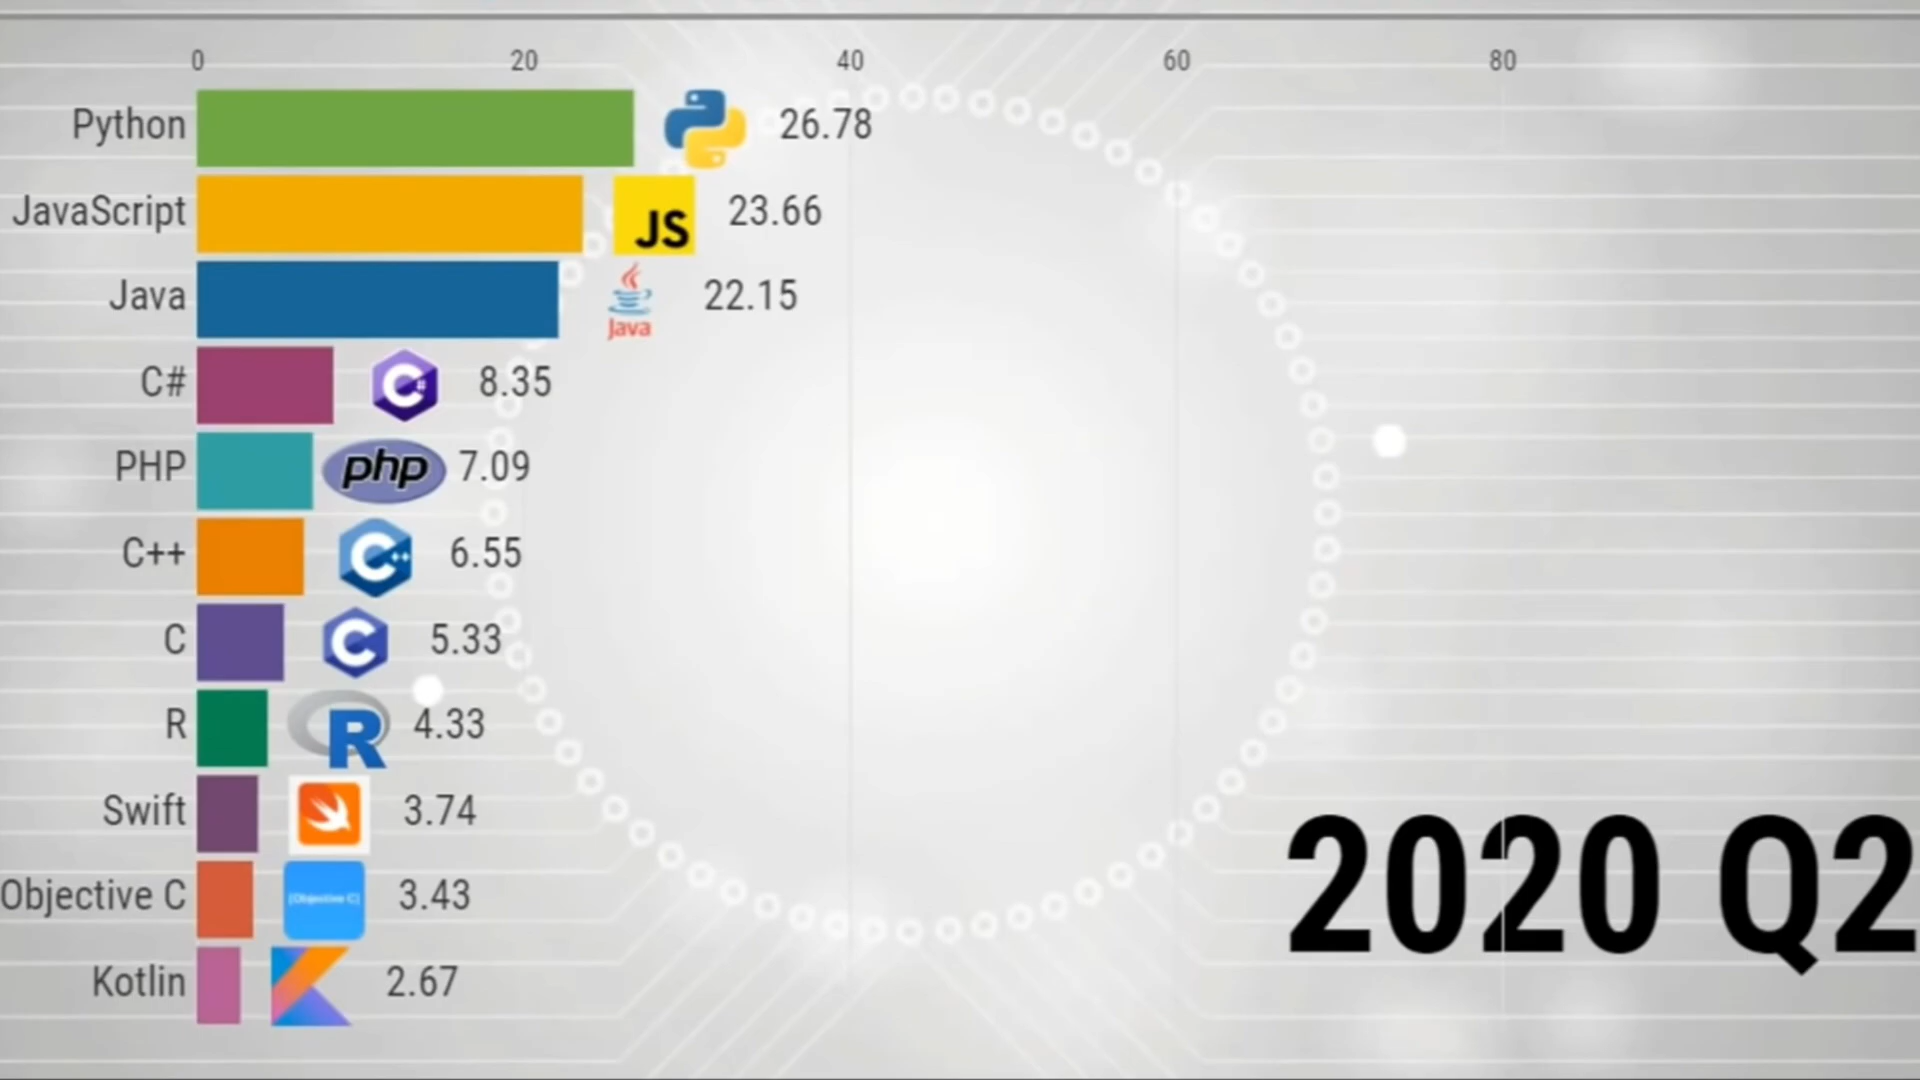 0 20 40 60 80
Python 26.78
JavaScript JS 23.66
Java Java 22.15
C# C# 8.35
PHP php 7.09
C++ C++ 6.55
C C 5.33
R R 4.33
Swift 3.74
Objective C [Objective C] 3.43
Kotlin 2.67
2020 Q2